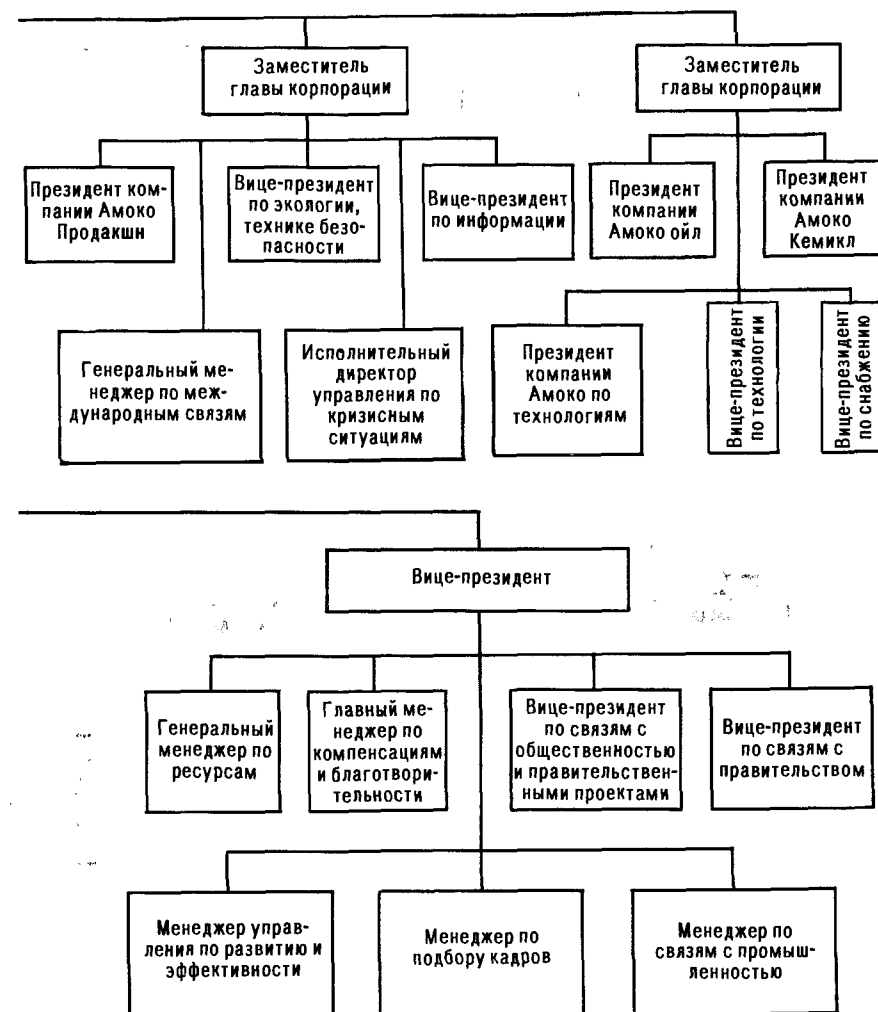 Заместитель
главы корпорации
Заместитель
главы корпорации
Президент ком-
пании Амоко
Продакшн
Вице-президент
по экологии,
технике безо-
пасности
Вице-президент
по информации
Президент
компании
Амоко ойл
Президент
компании
Амоко
Кемикл
Генеральный ме-
неджер по меж-
дународным связям
Исполнительный
директор
управления по
кризисным
ситуациям
Президент
компании
Амоко по
технологиям
Вице-президент
по технологии
Вице-президент
по снабжению
Вице-президент
Генеральный
менеджер по
ресурсам
Главный ме-
неджер по
компенсациям
и благотвори-
тельности
Вице-президент
по связям с
общественностью
и правительствен-
ными проектами
Вице-президент
по связям с
правительством
Менеджер управ-
ления по развитию и
эффективности
Менеджер по
подбору кадров
Менеджер по
связям с промыш-
ленностью